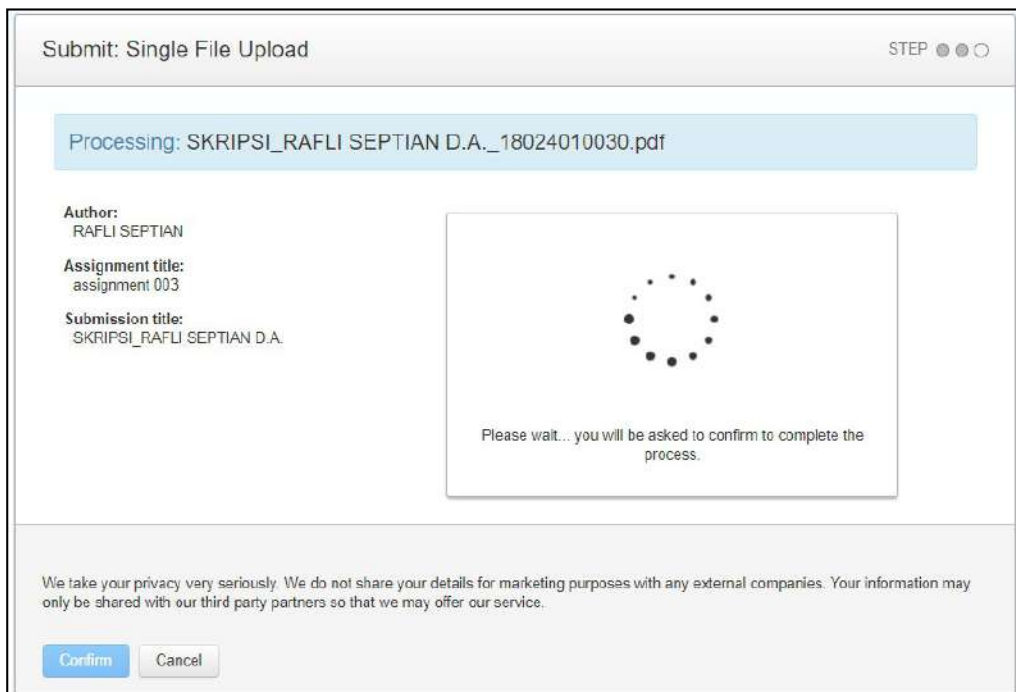 Submit: Single File Upload
STEP
Processing: SKRIPSI_RAFLI SEPTIAN D.A._18024010030.pdf
Author:
RAFLI SEPTIAN
Assignment title:
assignment 003
Submission title:
SKRIPSI_RAFLI SEPTIAN D.A.
Please wait... you will be asked to confirm to complete the
process.
We take your privacy very seriously. We do not share your details for marketing purposes with any external companies. Your information may
only be shared with our third party partners so that we may offer our service.
Confirm
Cancel